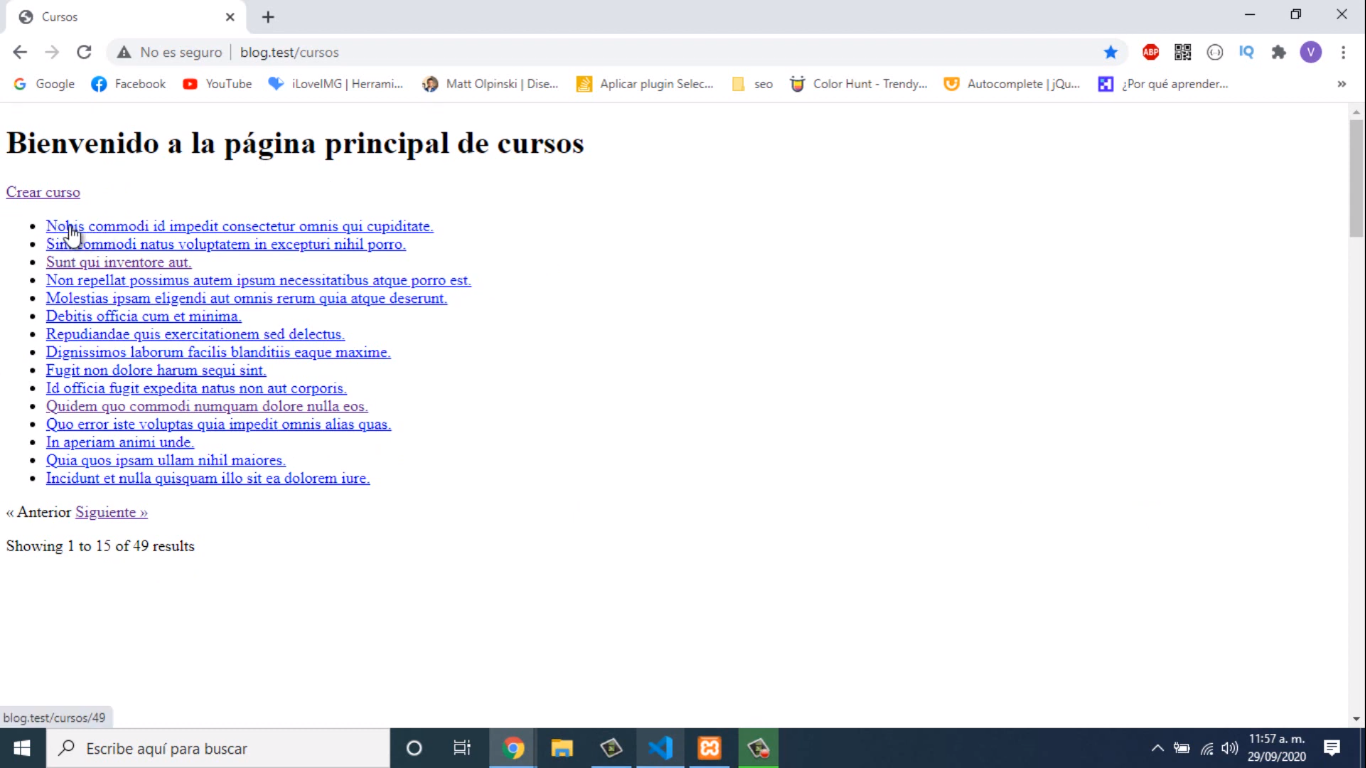 Cursos
No es seguro | blog.test/cursos
ABP
IQ
V
Google
Facebook
YouTube
iLoveIMG | Herrami...
Matt Olpinski | Dise...
Aplicar plugin Selec...
seo
Color Hunt - Trendy...
Autocomplete | jQu...
¿Por qué aprender...
»
Bienvenido a la página principal de cursos
Crear curso
Nobis commodi id impedit consectetur omnis qui cupiditate.
Sint commodi natus voluptatem in excepturi nihil porro.
Sunt qui inventore aut.
Non repellat possimus autem ipsum necessitatibus atque porro est.
Molestias ipsam eligendi aut omnis rerum quia atque deserunt.
Debitis officia cum et minima.
Repudiandae quis exercitationem sed delectus.
Dignissimos laborum facilis blanditiis eaque maxime.
Fugit non dolore harum sequi sint.
Id officia fugit expedita natus non aut corporis.
Quidem quo commodi numquam dolore nulla eos.
Quo error iste voluptas quia impedit omnis alias quas.
In aperiam animi unde.
Quia quos ipsam ullam nihil maiores.
Incidunt et nulla quisquam illo sit ea dolorem iure.
« Anterior Siguiente »
Showing 1 to 15 of 49 results
blog.test/cursos/49
Escribe aquí para buscar
11:57 a. m.
29/09/2020